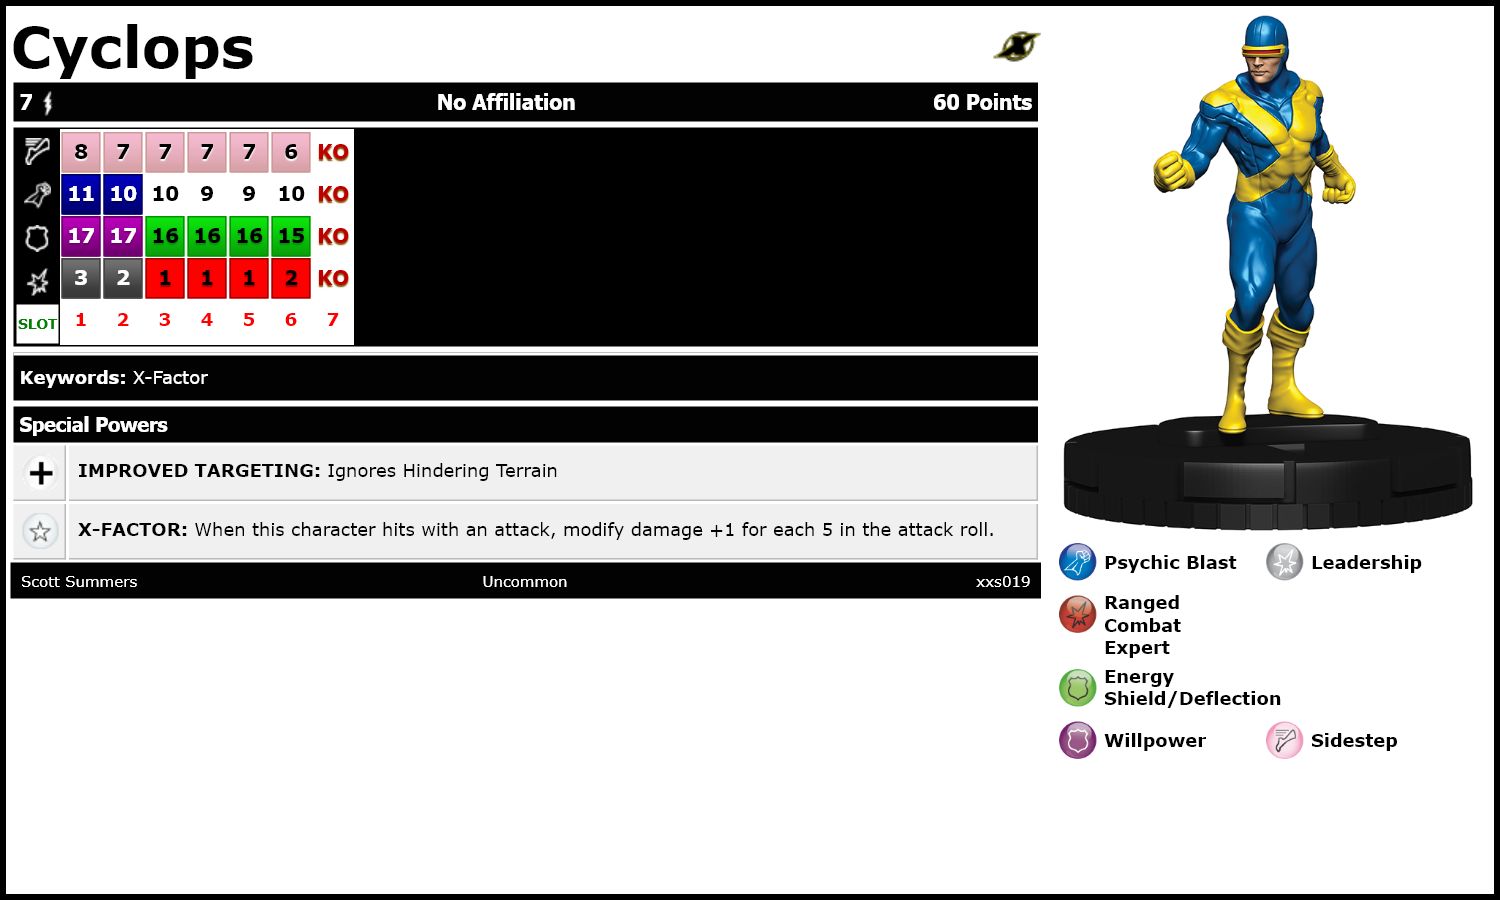 Cyclops
7 No Affiliation 60 Points
8 7 7 7 7 6 KO
11 10 10 9 9 10 KO
17 17 16 16 16 15 KO
3 2 1 1 1 2 KO
SLOT 1 2 3 4 5 6 7
Keywords: X-Factor
Special Powers
IMPROVED TARGETING: Ignores Hindering Terrain
X-FACTOR: When this character hits with an attack, modify damage +1 for each 5 in the attack roll.
Scott Summers Uncommon xxs019
Psychic Blast Leadership
Ranged
Combat
Expert
Energy
Shield/Deflection
Willpower Sidestep